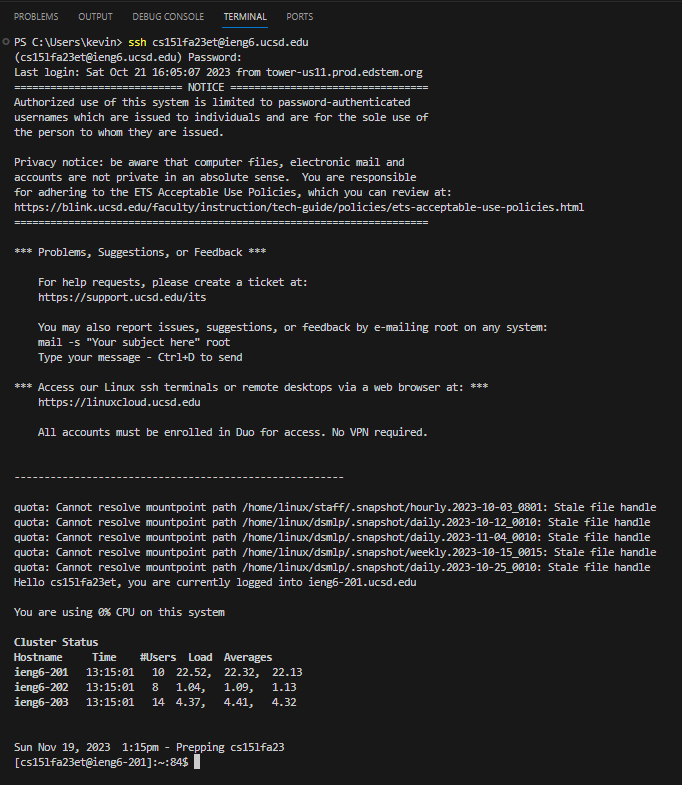 PROBLEMS OUTPUT DEBUG CONSOLE TERMINAL PORTS
PS C:\Users\kevin> ssh cs15lfa23et@ieng6.ucsd.edu
(cs15lfa23et@ieng6.ucsd.edu) Password:
Last login: Sat Oct 21 16:05:07 2023 from tower-us11.prod.edstem.org
============================ NOTICE =================================
Authorized use of this system is limited to password-authenticated
usernames which are issued to individuals and are for the sole use of
the person to whom they are issued.

Privacy notice: be aware that computer files, electronic mail and
accounts are not private in an absolute sense.  You are responsible
for adhering to the ETS Acceptable Use Policies, which you can review at:
https://blink.ucsd.edu/faculty/instruction/tech-guide/policies/ets-acceptable-use-policies.html
=====================================================================

*** Problems, Suggestions, or Feedback ***

    For help requests, please create a ticket at:
    https://support.ucsd.edu/its

    You may also report issues, suggestions, or feedback by e-mailing root on any system:
    mail -s "Your subject here" root
    Type your message - Ctrl+D to send

*** Access our Linux ssh terminals or remote desktops via a web browser at: ***
    https://linuxcloud.ucsd.edu

    All accounts must be enrolled in Duo for access. No VPN required.


-------------------------------------------------------

quota: Cannot resolve mountpoint path /home/linux/staff/.snapshot/hourly.2023-10-03_0801: Stale file handle
quota: Cannot resolve mountpoint path /home/linux/dsmlp/.snapshot/daily.2023-10-12_0010: Stale file handle
quota: Cannot resolve mountpoint path /home/linux/dsmlp/.snapshot/daily.2023-11-04_0010: Stale file handle
quota: Cannot resolve mountpoint path /home/linux/dsmlp/.snapshot/weekly.2023-10-15_0015: Stale file handle
quota: Cannot resolve mountpoint path /home/linux/dsmlp/.snapshot/daily.2023-10-25_0010: Stale file handle
Hello cs15lfa23et, you are currently logged into ieng6-201.ucsd.edu

You are using 0% CPU on this system

Cluster Status
Hostname     Time    #Users  Load  Averages
ieng6-201   13:15:01   10  22.52,  22.32,  22.13
ieng6-202   13:15:01   8   1.04,   1.09,   1.13
ieng6-203   13:15:01   14  4.37,   4.41,   4.32


Sun Nov 19, 2023  1:15pm - Prepping cs15lfa23
[cs15lfa23et@ieng6-201]:~:84$